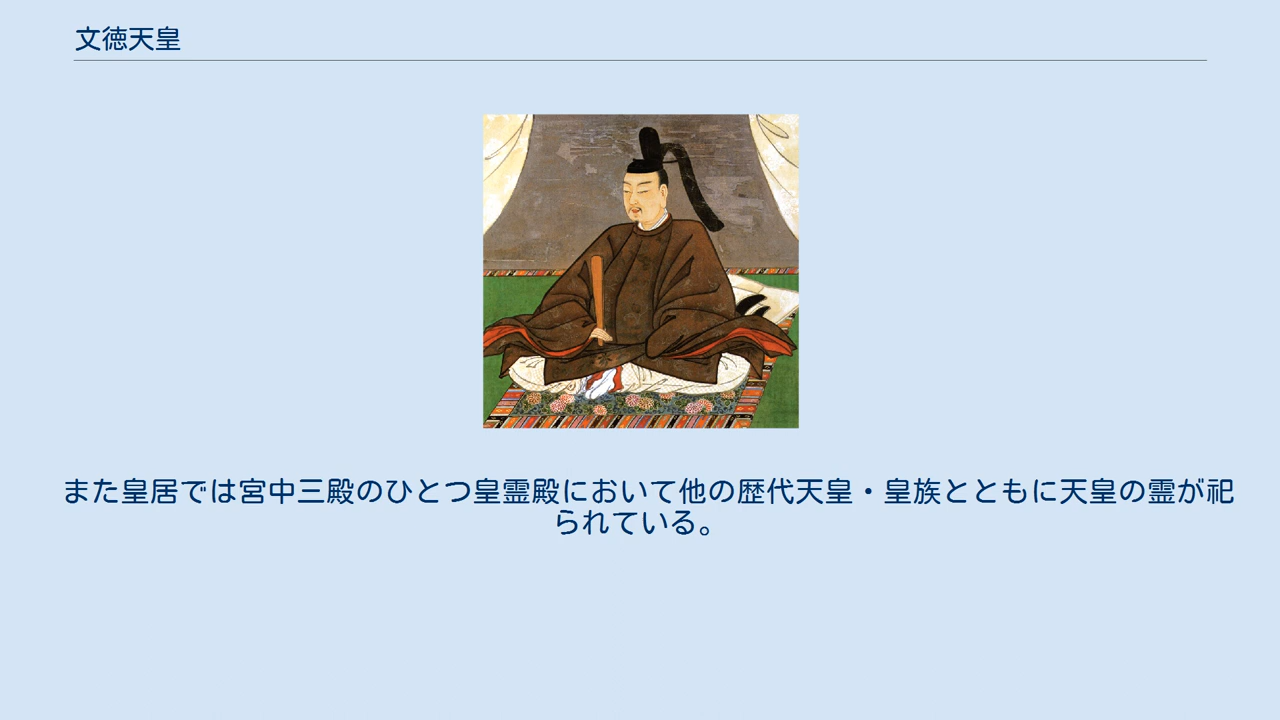 文徳天皇
また皇居では宮中三殿のひとつ皇霊殿において他の歴代天皇・皇族とともに天皇の霊が祀
られている。